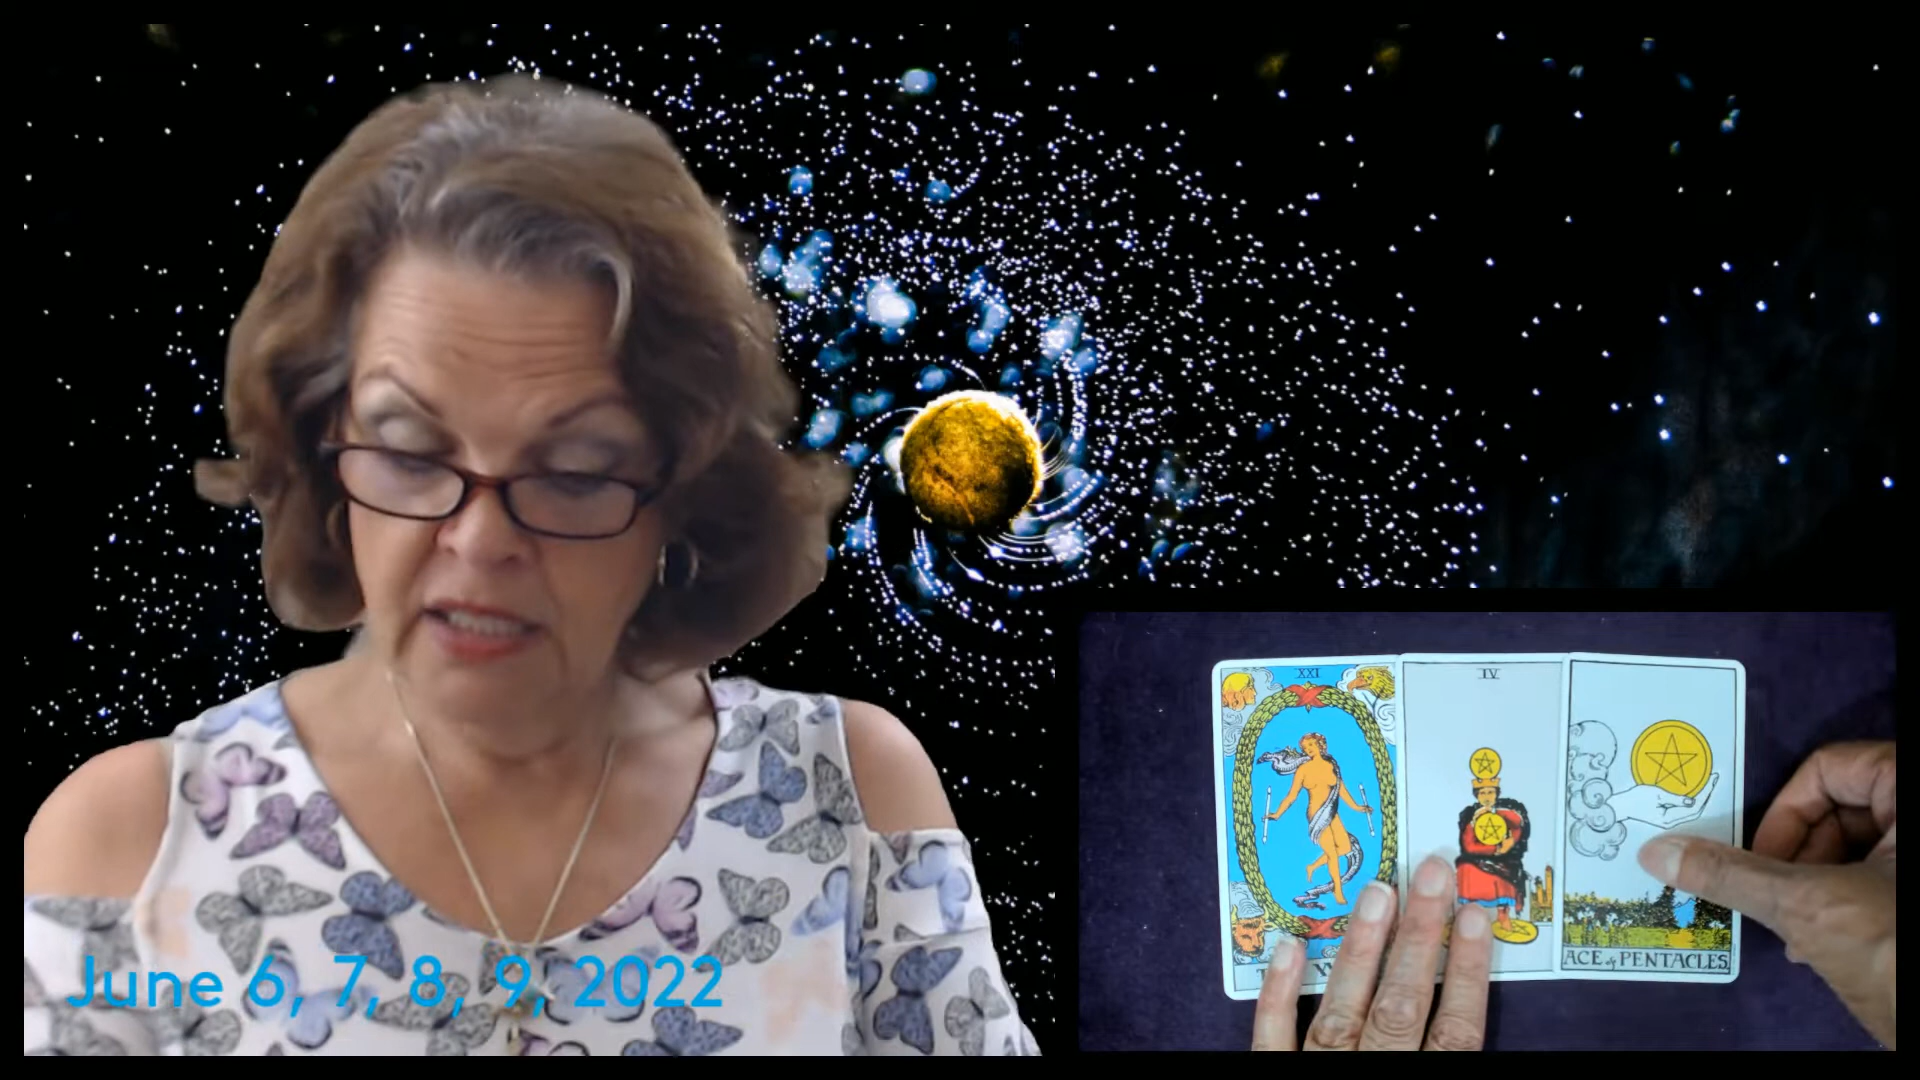 June 6, 7, 8, 9, 2022
XXI
IV
ACE of PENTACLES